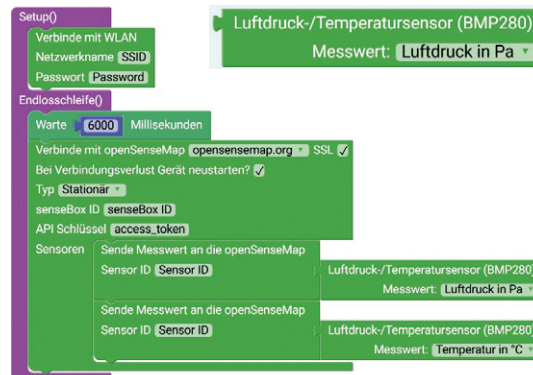 Setup()
Verbinde mit WLAN
Netzwerkname SSID
Passwort Password
Luftdruck-/Temperatursensor (BMP280)
Messwert: Luftdruck in Pa
Endlosschleife()
Warte 6000 Millisekunden
Verbinde mit openSenseMap opensensemap.org SSL
Bei Verbindungsverlust Gerät neustarten?
Typ Stationär
senseBox ID senseBox ID
API Schlüssel access_token
Sensoren Sende Messwert an die openSenseMap
Sensor ID Sensor ID Luftdruck-/Temperatursensor (BMP280)
Messwert: Luftdruck in Pa
Sende Messwert an die openSenseMap
Sensor ID Sensor ID Luftdruck-/Temperatursensor (BMP280)
Messwert: Temperatur in °C